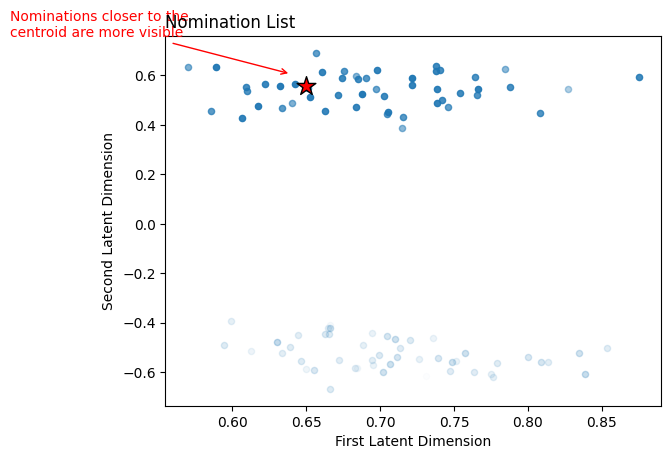 Nominations closer to the
centroid are more visible
Nomination List
Second Latent Dimension
0.6
0.4
0.2
0.0
−0.2
−0.4
−0.6
0.60
0.65
0.70
0.75
0.80
0.85
First Latent Dimension